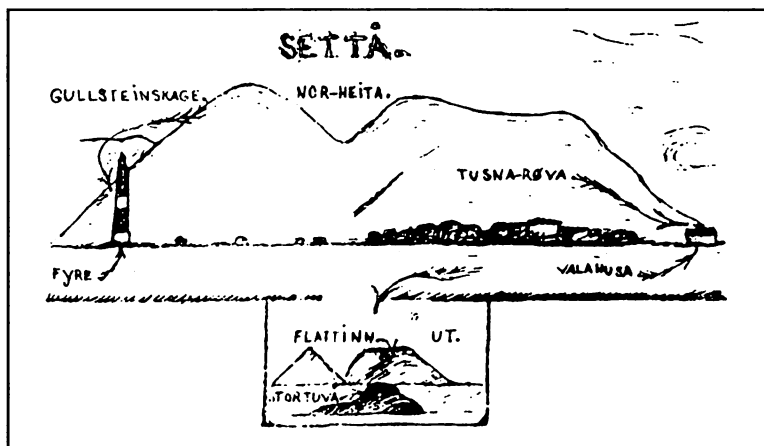 SETTÅ.
GULLSTEINSKAGE.
NOR-HEITA.
TUSNA-RØVA
FYRE
VALAHUSA
FLATTINN UT.
TORTUVA